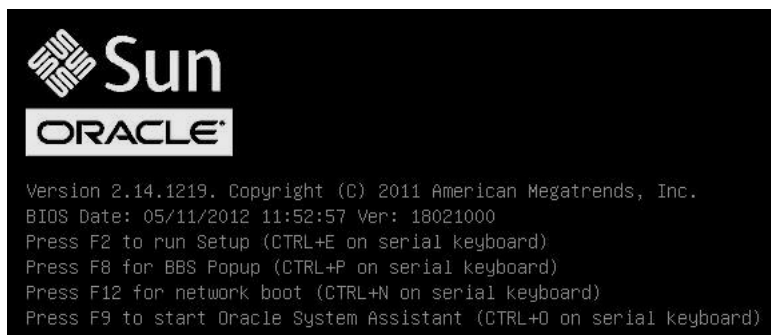 Sun
ORACLE
Version 2.14.1219. Copyright (C) 2011 American Megatrends, Inc.
BIOS Date: 05/11/2012 11:52:57 Ver: 18021000
Press F2 to run Setup (CTRL+E on serial keyboard)
Press F8 for BBS Popup (CTRL+P on serial keyboard)
Press F12 for network boot (CTRL+N on serial keyboard)
Press F9 to start Oracle System Assistant (CTRL+O on serial keyboard)